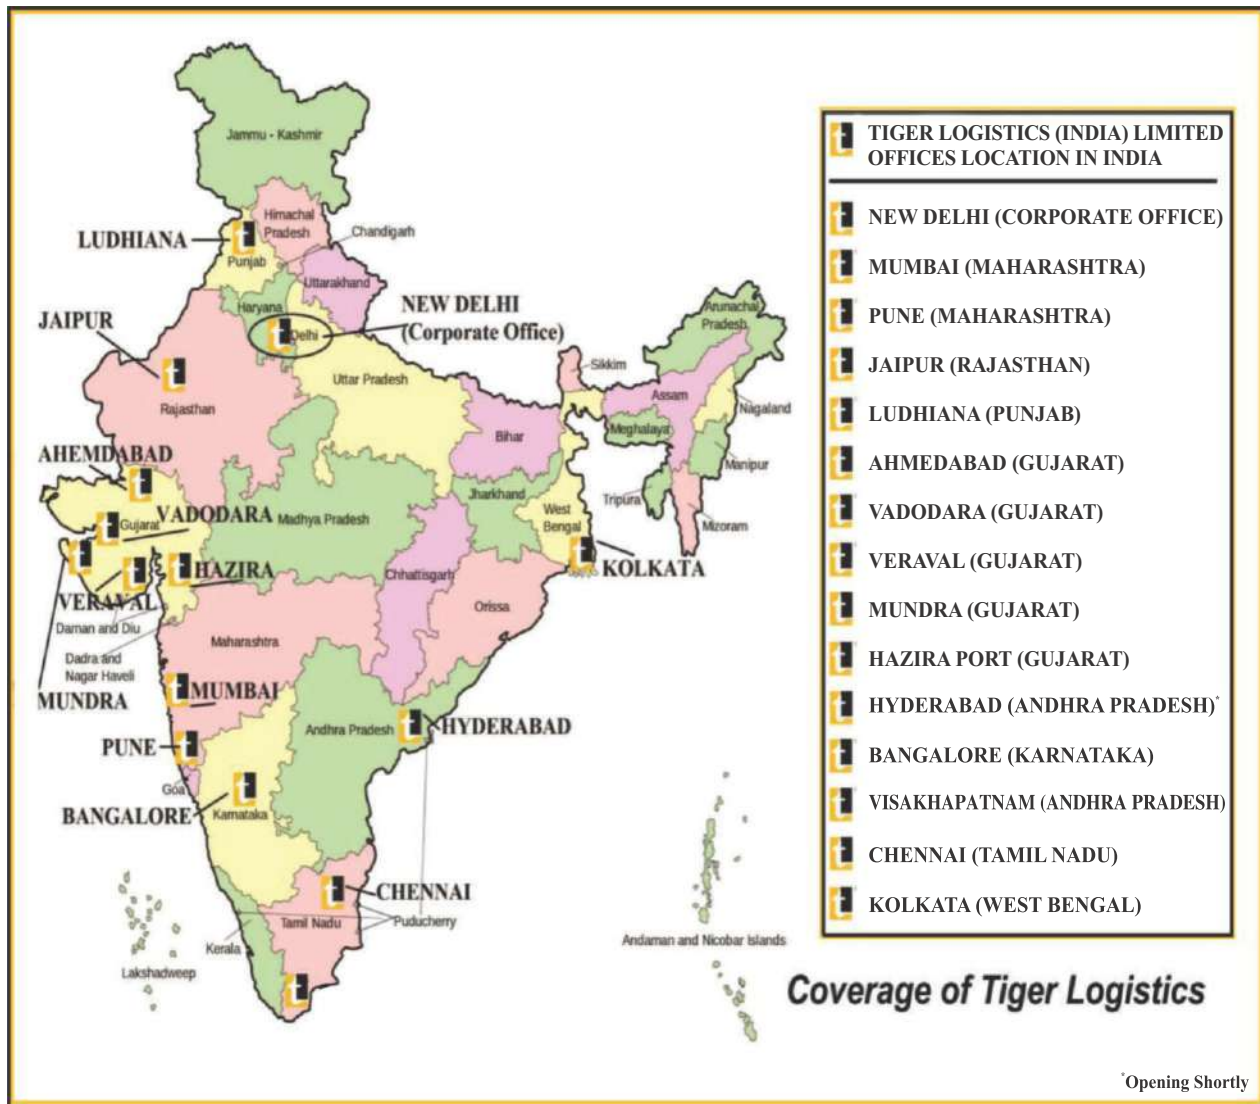 Jammu - Kashmir
Himachal
Pradesh
Chandigarh
LUDHIANA
Punjab
Uttarakhand
Haryana
NEW DELHI
(Corporate Office)
Delhi
JAIPUR
Arunachal
Pradesh
Sikkim
Uttar Pradesh
Rajasthan
Assam
Nagaland
Meghalaya
Bihar
Manipur
AHEMDABAD
Jharkhand
Tripura
Mizoram
West
Bengal
Gujarat
VADODARA
Madhya Pradesh
HAZIRA
Chhattisgarh
KOLKATA
VERAVAL
Orissa
Daman and Diu
Maharashtra
Dadra and
Nagar Haveli
MUNDRA
MUMBAI
Andhra Pradesh
HYDERABAD
PUNE
Goa
BANGALORE
Karnataka
CHENNAI
Tamil Nadu
Puducherry
Kerala
Lakshadweep
Andaman and Nicobar Islands
TIGER LOGISTICS (INDIA) LIMITED
OFFICES LOCATION IN INDIA
NEW DELHI (CORPORATE OFFICE)
MUMBAI (MAHARASHTRA)
PUNE (MAHARASHTRA)
JAIPUR (RAJASTHAN)
LUDHIANA (PUNJAB)
AHMEDABAD (GUJARAT)
VADODARA (GUJARAT)
VERAVAL (GUJARAT)
MUNDRA (GUJARAT)
HAZIRA PORT (GUJARAT)
HYDERABAD (ANDHRA PRADESH)*
BANGALORE (KARNATAKA)
VISAKHAPATNAM (ANDHRA PRADESH)
CHENNAI (TAMIL NADU)
KOLKATA (WEST BENGAL)
Coverage of Tiger Logistics
*Opening Shortly